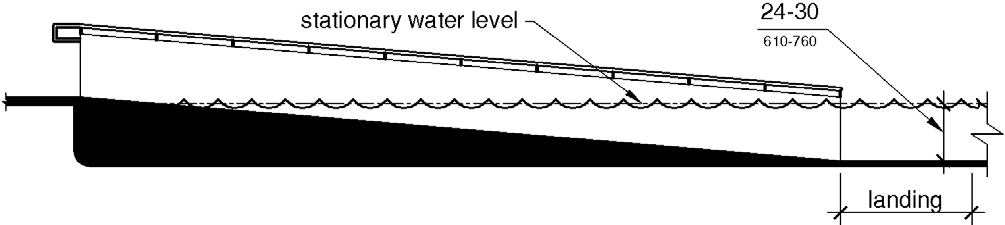 stationary water level
24-30
610-760
landing